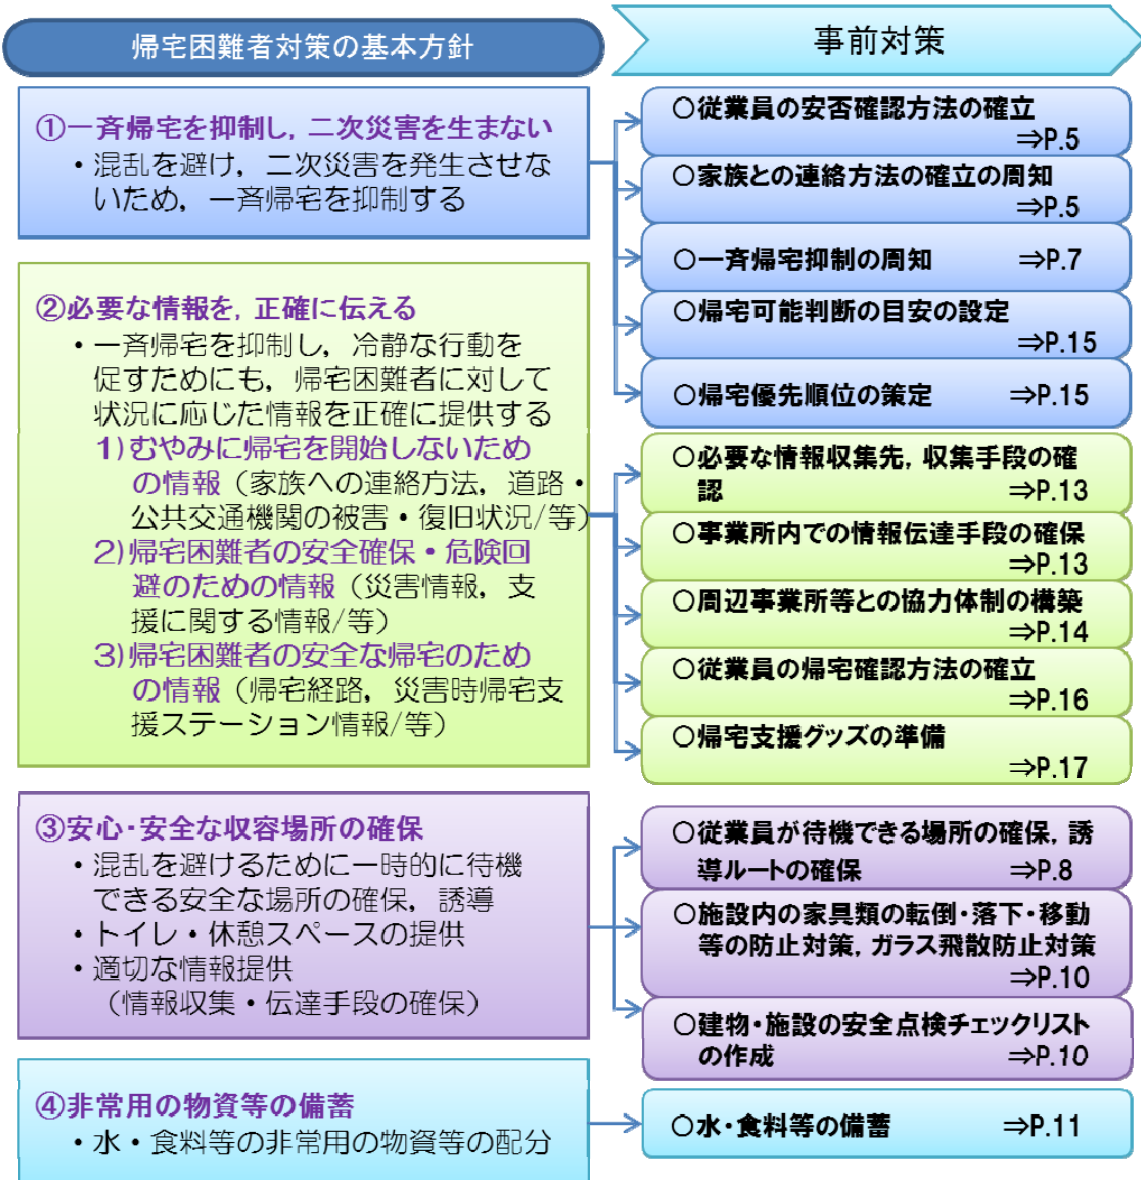 帰宅困難者対策の基本方針
事前対策
①一斉帰宅を抑制し，二次災害を生まない
・混乱を避け，二次災害を発生させな
いため，一斉帰宅を抑制する
○従業員の安否確認方法の確立
⇒P.5
○家族との連絡方法の確立の周知
⇒P.5
○一斉帰宅抑制の周知 ⇒P.7
○帰宅可能判断の目安の設定
⇒P.15
○帰宅優先順位の策定 ⇒P.15
②必要な情報を，正確に伝える
・一斉帰宅を抑制し，冷静な行動を
促すためにも，帰宅困難者に対して
状況に応じた情報を正確に提供する
1)むやみに帰宅を開始しないため
の情報（家族への連絡方法，道路・
公共交通機関の被害・復旧状況/等）
2)帰宅困難者の安全確保・危険回
避のための情報（災害情報，支
援に関する情報/等）
3)帰宅困難者の安全な帰宅のため
の情報（帰宅経路，災害時帰宅支
援ステーション情報/等）
○必要な情報収集先，収集手段の確
認 ⇒P.13
○事業所内での情報伝達手段の確保
⇒P.13
○周辺事業所等との協力体制の構築
⇒P.14
○従業員の帰宅確認方法の確立
⇒P.16
○帰宅支援グッズの準備
⇒P.17
③安心・安全な収容場所の確保
・混乱を避けるために一時的に待機
できる安全な場所の確保，誘導
・トイレ・休憩スペースの提供
・適切な情報提供
（情報収集・伝達手段の確保）
○従業員が待機できる場所の確保，誘
導ルートの確保 ⇒P.8
○施設内の家具類の転倒・落下・移動
等の防止対策，ガラス飛散防止対策
⇒P.10
○建物・施設の安全点検チェックリスト
の作成 ⇒P.10
④非常用の物資等の備蓄
・水・食料等の非常用の物資等の配分
○水・食料等の備蓄 ⇒P.11